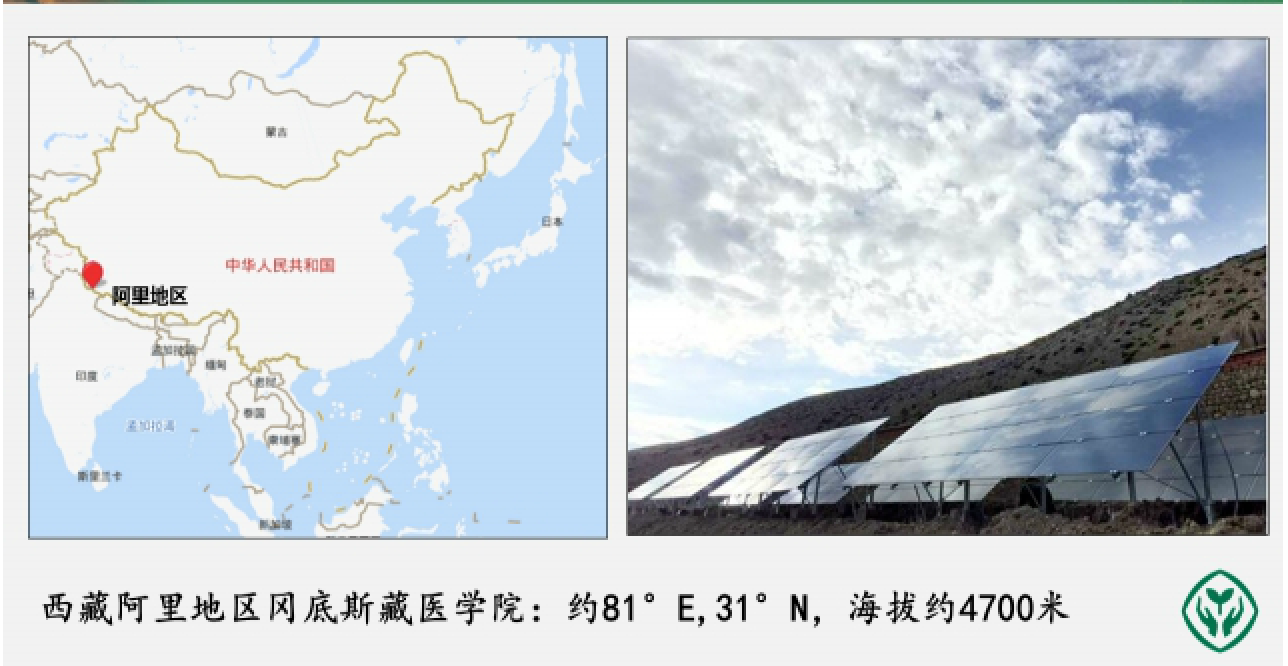 蒙古
日本
中华人民共和国
阿里地区
孟加拉国
缅甸
印度
老挝
泰国
孟加拉湾
柬埔寨
斯里兰卡
新加坡
西藏阿里地区冈底斯藏医学院：约81°E,31°N，海拔约4700米